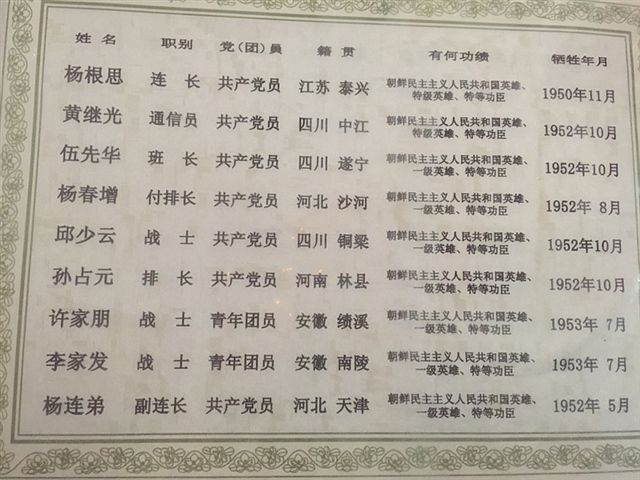 姓名 职别 党(团)员 籍贯 有何功绩 牺牲年月
杨根思 连长 共产党员 江苏 泰兴 朝鲜民主主义人民共和国英雄、特级英雄、特等功臣 1950年11月
黄继光 通信员 共产党员 四川 中江 朝鲜民主主义人民共和国英雄、特级英雄、特等功臣 1952年10月
伍先华 班长 共产党员 四川 遂宁 朝鲜民主主义人民共和国英雄、一级英雄、特等功臣 1952年10月
杨春增 付排长 共产党员 河北 沙河 朝鲜民主主义人民共和国英雄、一级英雄、特等功臣 1952年 8月
邱少云 战士 共产党员 四川 铜梁 朝鲜民主主义人民共和国英雄、一级英雄、特等功臣 1952年10月
孙占元 排长 共产党员 河南 林县 朝鲜民主主义人民共和国英雄、一级英雄、特等功臣 1952年10月
许家朋 战士 青年团员 安徽 绩溪 朝鲜民主主义人民共和国英雄、一级英雄、特等功臣 1953年 7月
李家发 战士 青年团员 安徽 南陵 朝鲜民主主义人民共和国英雄、一级英雄、特等功臣 1953年 7月
杨连弟 副连长 共产党员 河北 天津 朝鲜民主主义人民共和国英雄、一级英雄、特等功臣 1952年 5月